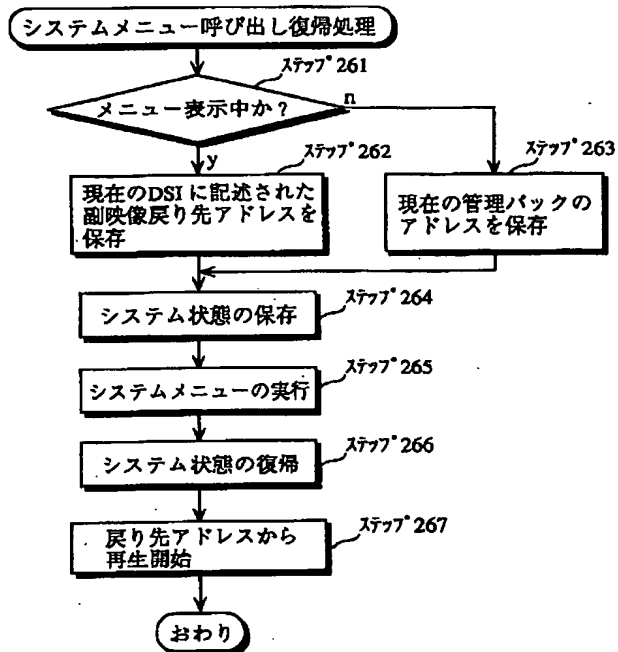 システムメニュー呼び出し復帰処理
ステップ261
メニュー表示中か?
n
y
ステップ262
現在のDSIに記述された
副映像戻り先アドレスを
保存
ステップ263
現在の管理パックの
アドレスを保存
ステップ264
システム状態の保存
ステップ265
システムメニューの実行
ステップ266
システム状態の復帰
ステップ267
戻り先アドレスから
再生開始
おわり